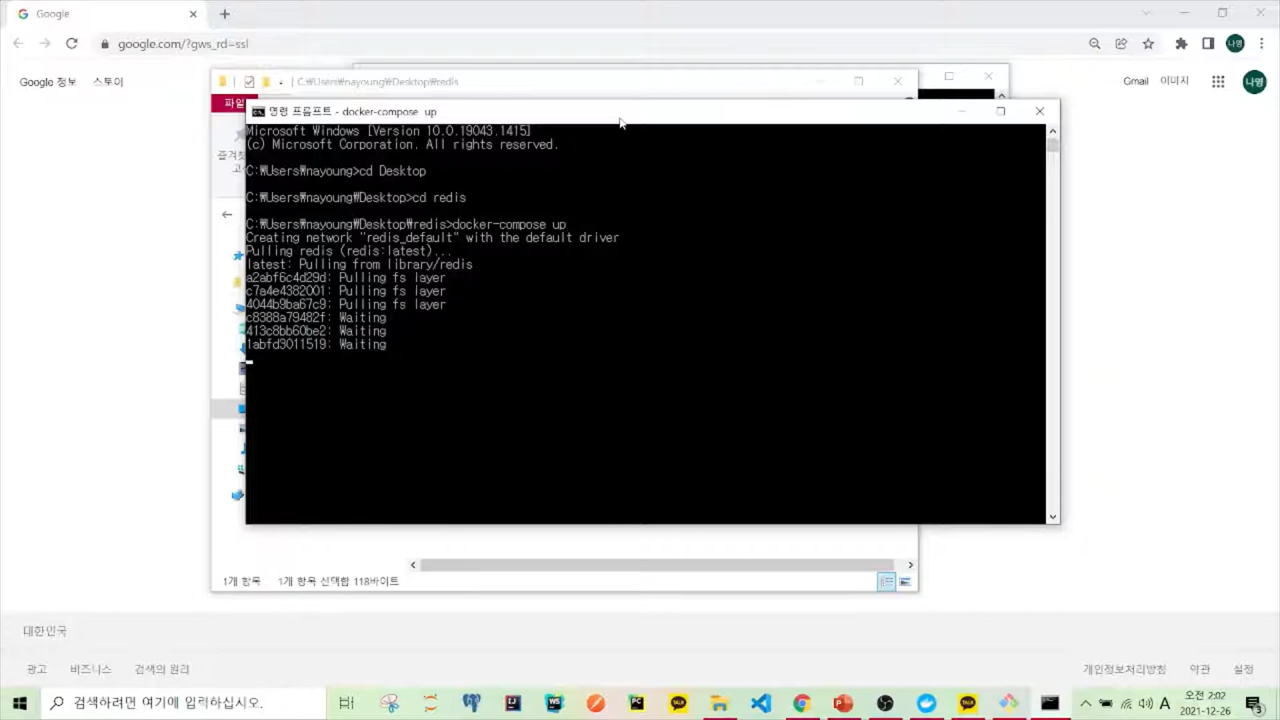 Google
google.com/?gws_rd=ssl
나영
Google 정보
스토어
Gmail
이미지
나영
C:₩Users₩nayoung₩Desktop₩redis
파일
명령 프롬프트 - docker-compose up
Microsoft Windows [Version 10.0.19043.1415]
(c) Microsoft Corporation. All rights reserved.
C:₩Users₩nayoung>cd Desktop
C:₩Users₩nayoung₩Desktop>cd redis
C:₩Users₩nayoung₩Desktop₩redis>docker-compose up
Creating network "redis_default" with the default driver
Pulling redis (redis:latest)...
latest: Pulling from library/redis
a2abf6c4d29d: Pulling fs layer
c7a4e4382001: Pulling fs layer
4044b9ba67c9: Pulling fs layer
c8388a79482f: Waiting
413c8bb60be2: Waiting
1abfd3011519: Waiting
1개 항목
1개 항목 선택함 118바이트
대한민국
광고
비즈니스
검색의 원리
개인정보처리방침
약관
설정
검색하려면 여기에 입력하십시오.
A
오전 2:02
2021-12-26
3